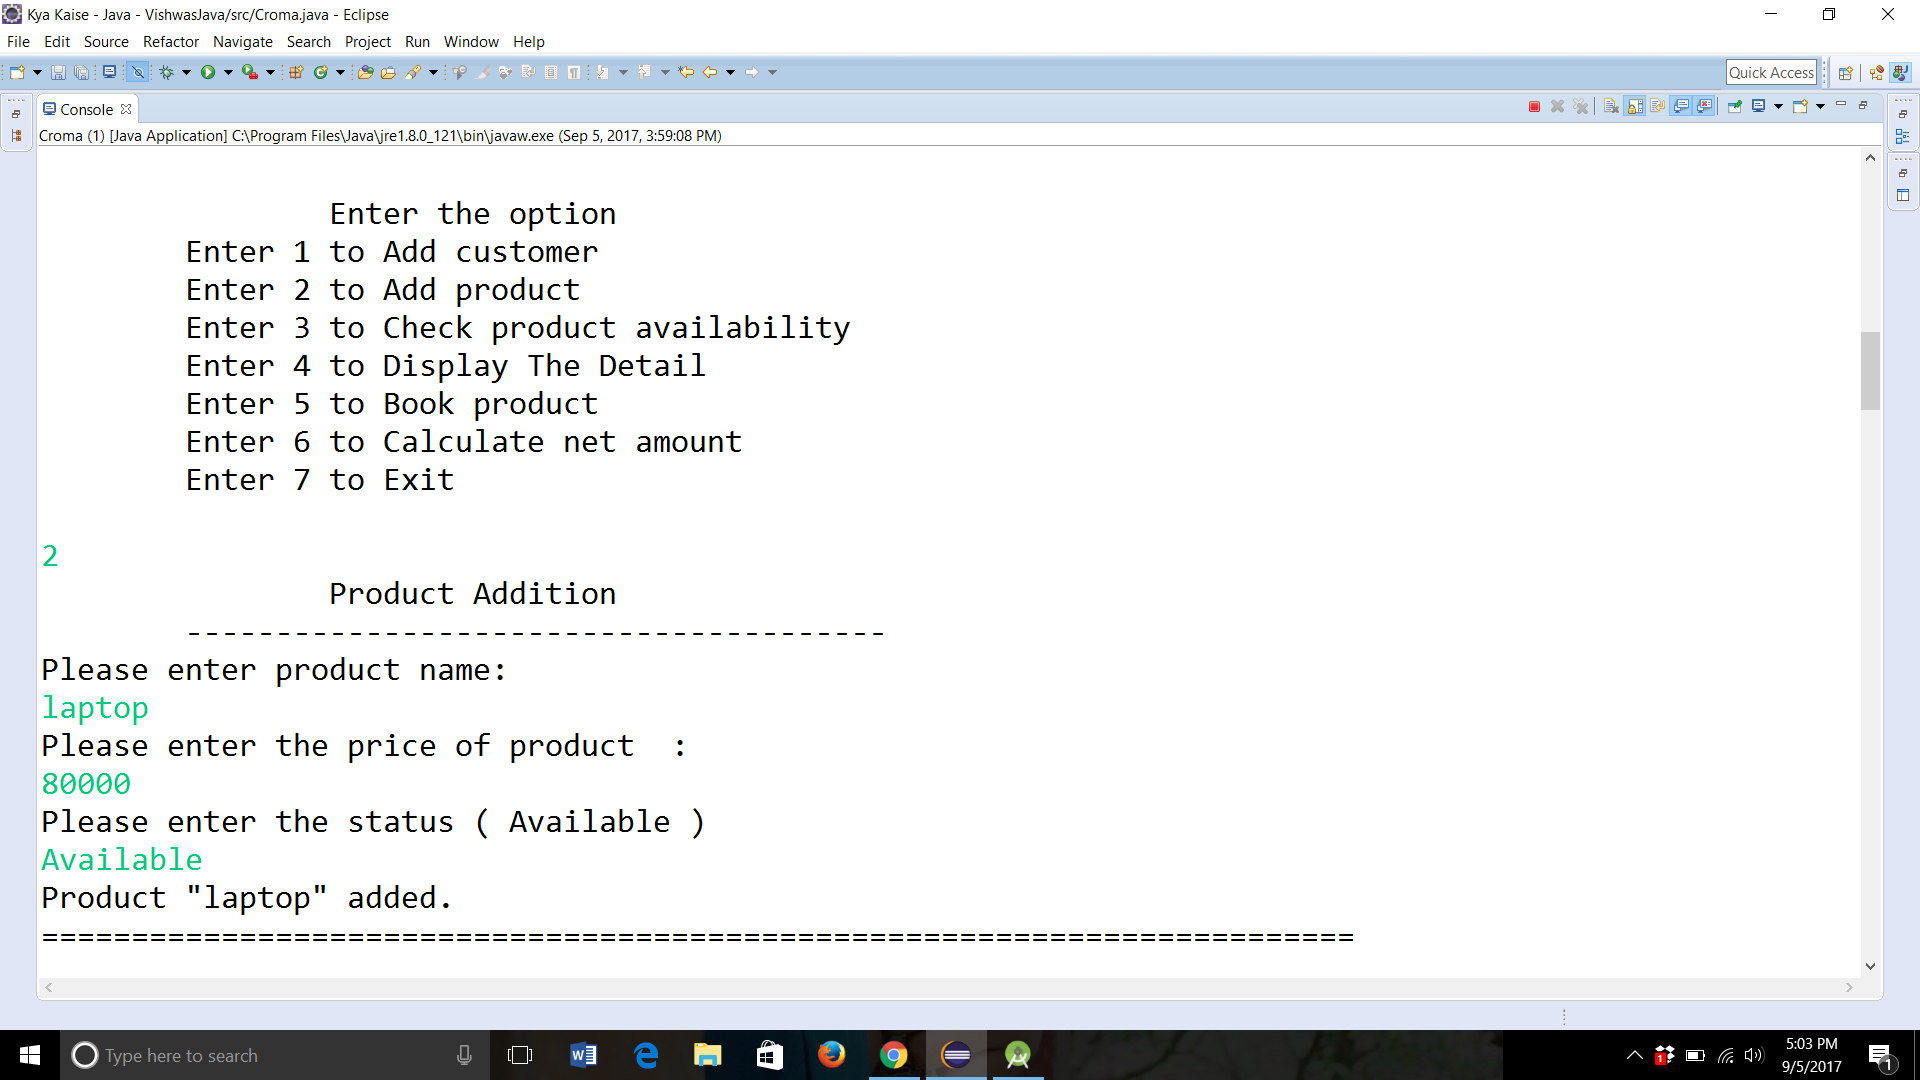 Kya Kaise - Java - VishwasJava/src/Croma.java - Eclipse
File Edit Source Refactor Navigate Search Project Run Window Help
Quick Access
Console
Croma (1) [Java Application] C:\Program Files\Java\jre1.8.0_121\bin\javaw.exe (Sep 5, 2017, 3:59:08 PM)
Enter the option
Enter 1 to Add customer
Enter 2 to Add product
Enter 3 to Check product availability
Enter 4 to Display The Detail
Enter 5 to Book product
Enter 6 to Calculate net amount
Enter 7 to Exit
2
Product Addition
---------------------------------------
Please enter product name:
laptop
Please enter the price of product  :
80000
Please enter the status ( Available )
Available
Product "laptop" added.
=========================================================================
Type here to search
5:03 PM
9/5/2017
1
1